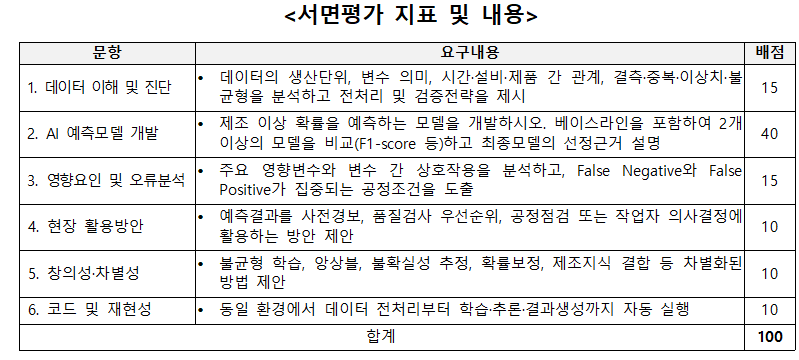 <서면평가 지표 및 내용>
문항 요구내용 배점
1. 데이터 이해 및 진단 • 데이터의 생산단위, 변수 의미, 시간·설비·제품 간 관계, 결측·중복·이상치·불
균형을 분석하고 전처리 및 검증전략을 제시 15
2. AI 예측모델 개발 • 제조 이상 확률을 예측하는 모델을 개발하시오. 베이스라인을 포함하여 2개
이상의 모델을 비교(F1-score 등)하고 최종모델의 선정근거 설명 40
3. 영향요인 및 오류분석 • 주요 영향변수와 변수 간 상호작용을 분석하고, False Negative와 False
Positive가 집중되는 공정조건을 도출 15
4. 현장 활용방안 • 예측결과를 사전경보, 품질검사 우선순위, 공정점검 또는 작업자 의사결정에
활용하는 방안 제안 10
5. 창의성·차별성 • 불균형 학습, 앙상블, 불확실성 추정, 확률보정, 제조지식 결합 등 차별화된
방법 제안 10
6. 코드 및 재현성 • 동일 환경에서 데이터 전처리부터 학습·추론·결과생성까지 자동 실행 10
합계 100